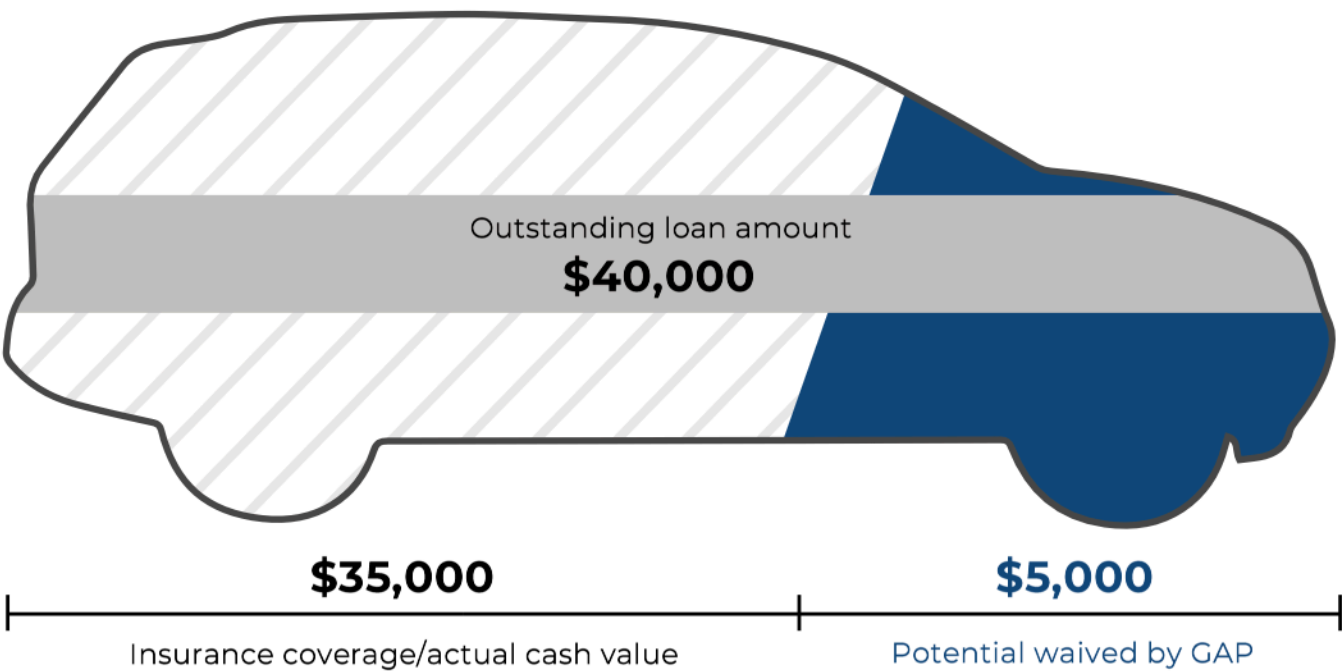 Outstanding loan amount
$40,000
$35,000
$5,000
Insurance coverage/actual cash value
Potential waived by GAP